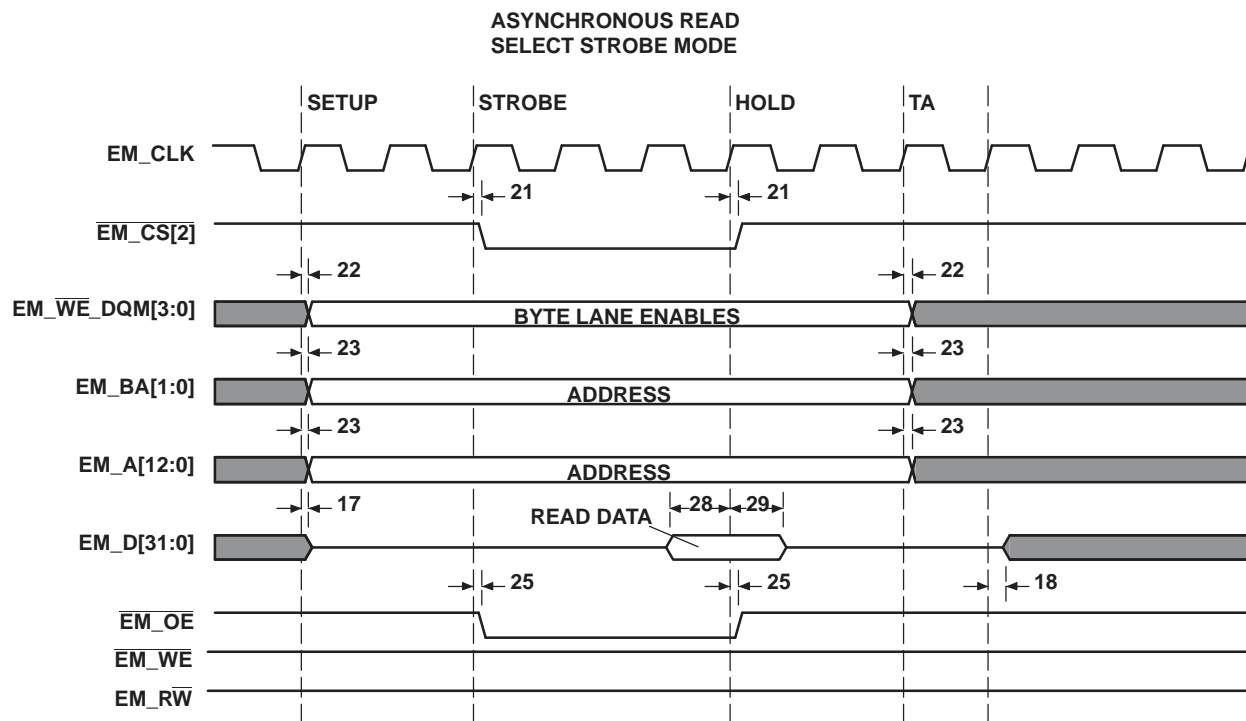 ASYNCHRONOUS READ
SELECT STROBE MODE
SETUP STROBE HOLD TA
EM_CLK
21 21
EM_CS[2]
22 22
EM_WE_DQM[3:0] BYTE LANE ENABLES
23 23
EM_BA[1:0] ADDRESS
23 23
EM_A[12:0] ADDRESS
17 28 29
READ DATA
EM_D[31:0]
25 25 18
EM_OE
EM_WE
EM_RW